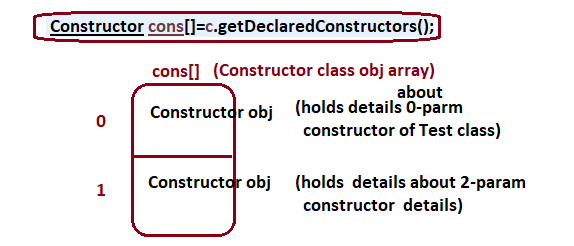 Constructor cons[]=c.getDeclaredConstructors();
cons[] (Constructor class obj array)
about
0 Constructor obj (holds details 0-parm
constructor of Test class)
1 Constructor obj (holds details about 2-param
constructor details)